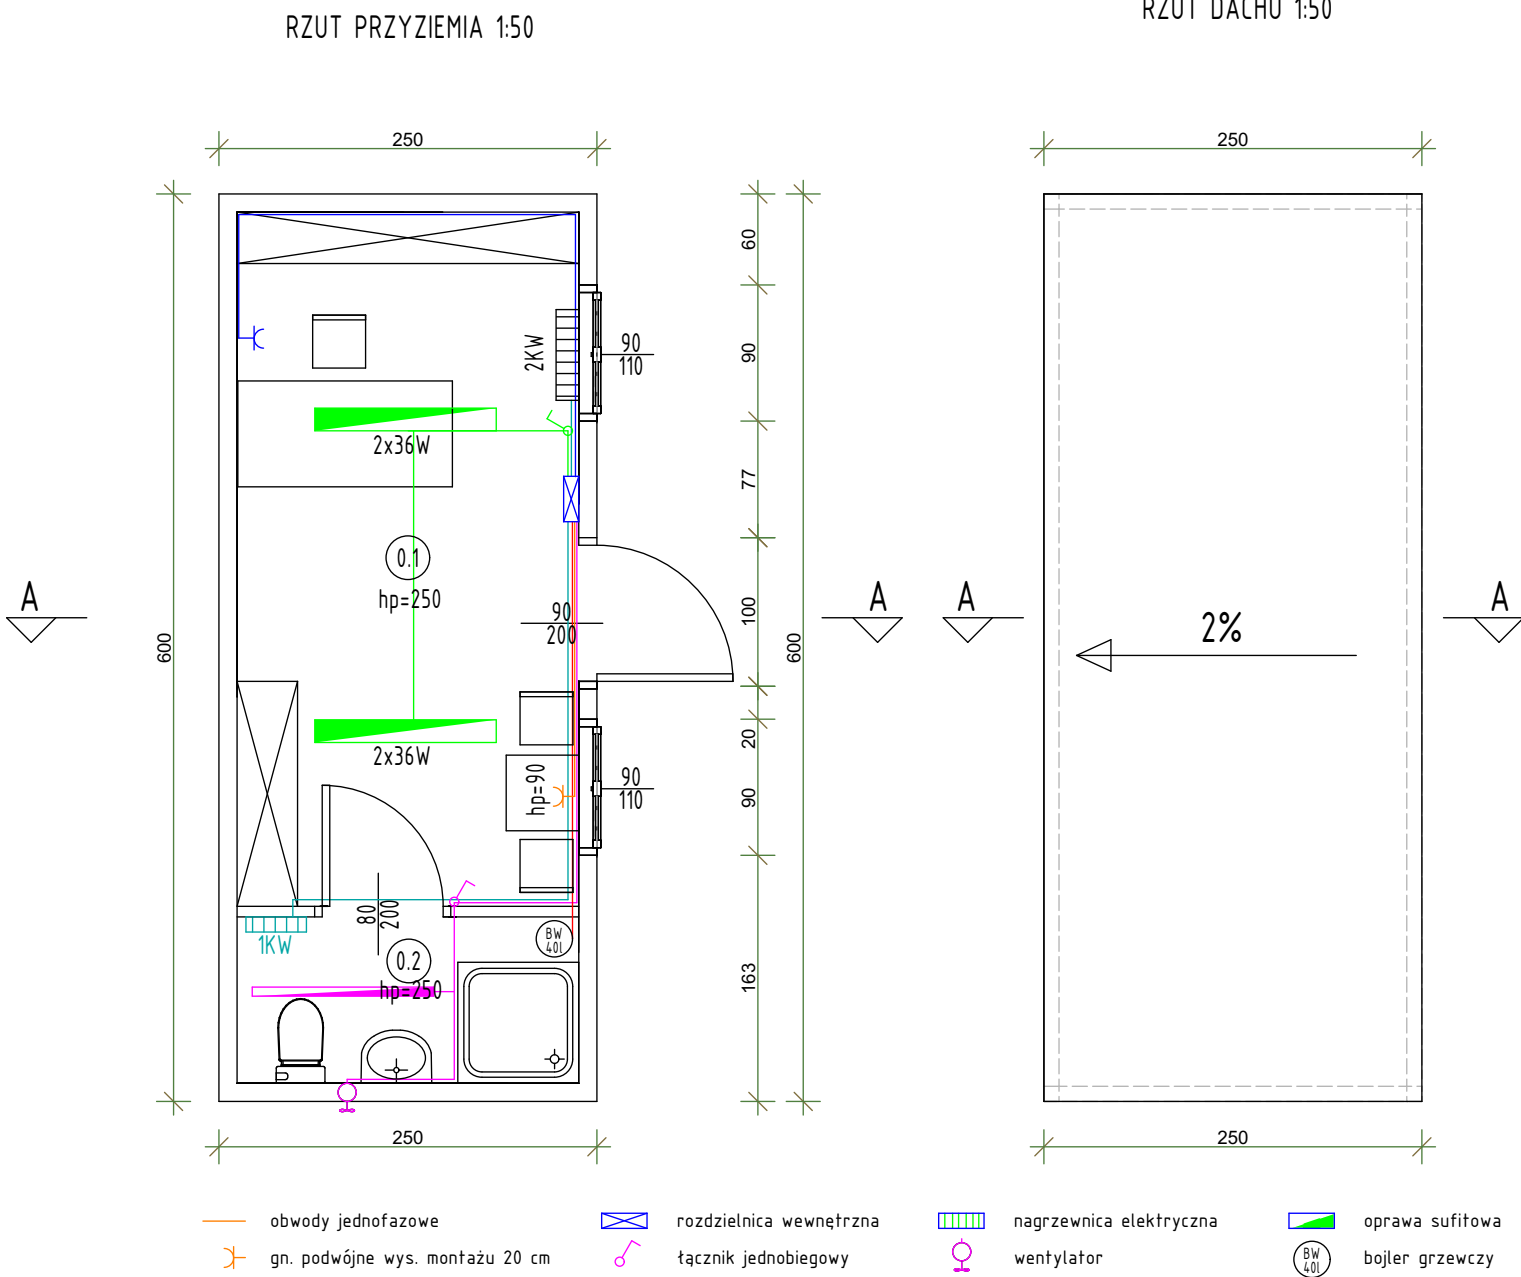 RZUT PRZYZIEMIA 1:50
RZUT DACHU 1:50
250
250
60
90
77
100
20
90
163
600
600
2KW
90
110
2x36W
0.1
hp=250
90
200
A
A
A
A
2%
2x36W
hp=90
90
110
80
200
1KW
BW
40l
0.2
hp=250
250
250
obwody jednofazowe
rozdzielnica wewnętrzna
nagrzewnica elektryczna
oprawa sufitowa
gn. podwójne wys. montażu 20 cm
łącznik jednobiegowy
wentylator
BW
40l
bojler grzewczy